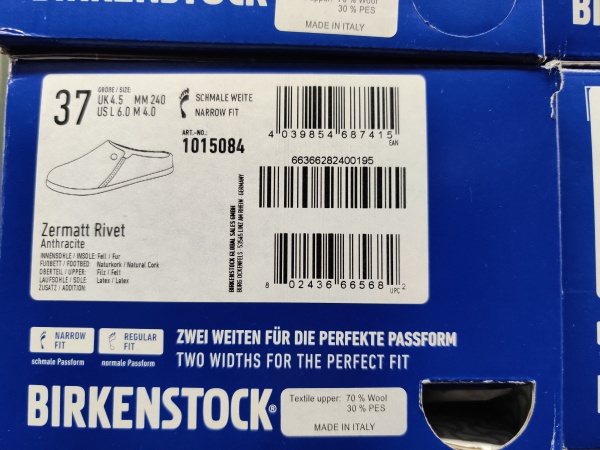 BIRKENSTOCK
70 % Wool
30 % PES
MADE IN ITALY
37
GRÖßE / SIZE
UK 4.5 MM 240
US L 6.0 M 4.0
SCHMALE WEITE
NARROW FIT
ART.-NO.:
1015084
4 039854 687415
EAN
66366282400195
8 02436 66568 2
UPC
Zermatt Rivet
Anthracite
INNENSOHLE / INSOLE: Fell / Fur
FUßBETT / FOOTBED: Naturkork / Natural Cork
OBERTEIL / UPPER: Filz / Felt
LAUFSOHLE / SOLE Latex / Latex
ZUSATZ / ADDITION:
BIRKENSTOCK GLOBAL SALES GMBH
BURG OCKENFELS · 53545 LINZ AM RHEIN · GERMANY
NARROW FIT
schmale Passform
REGULAR FIT
normale Passform
ZWEI WEITEN FÜR DIE PERFEKTE PASSFORM
TWO WIDTHS FOR THE PERFECT FIT
BIRKENSTOCK®
Textile upper: 70 % Wool
30 % PES
MADE IN ITALY